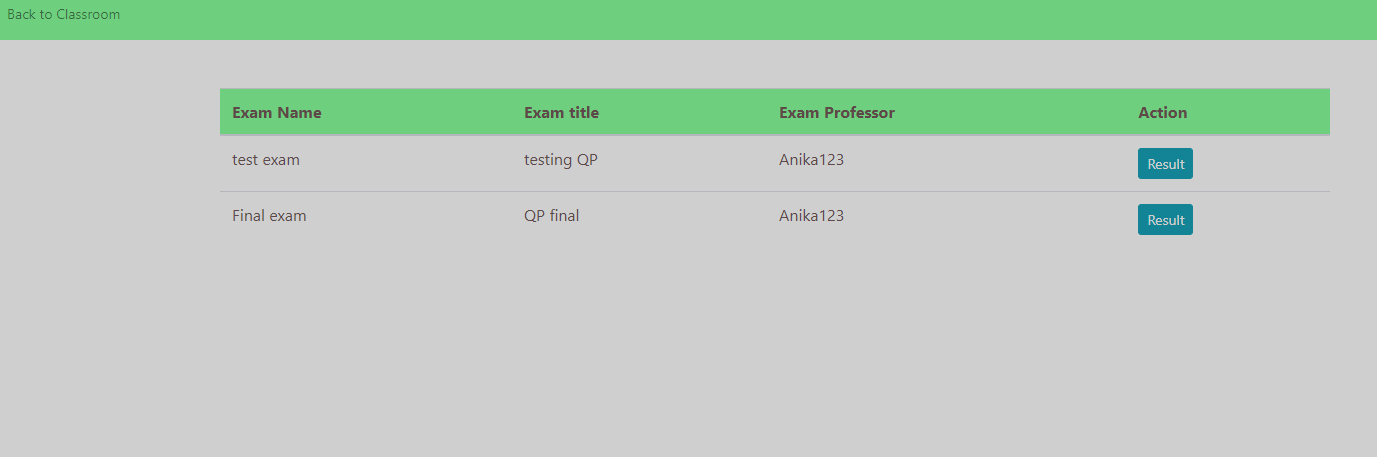 Back to Classroom
Exam Name Exam title Exam Professor Action
test exam testing QP Anika123 Result
Final exam QP final Anika123 Result